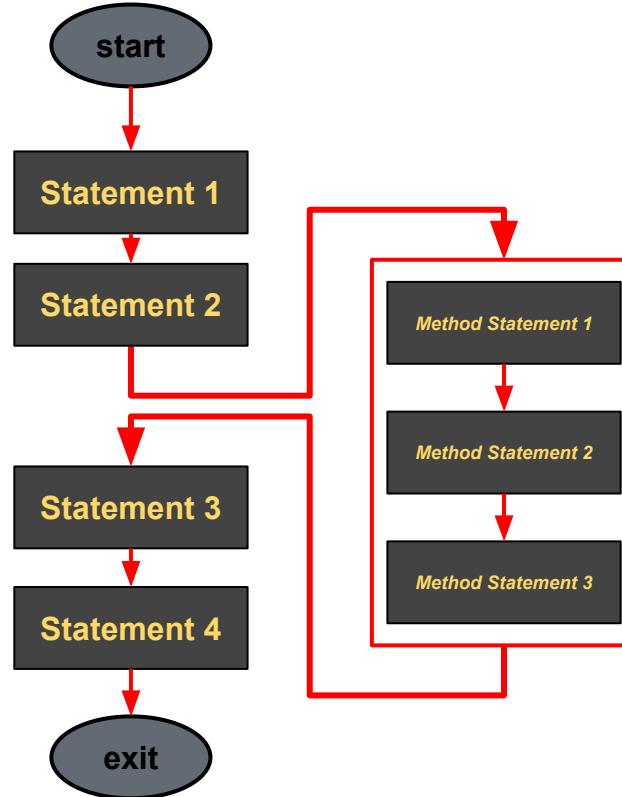 start
Statement 1
Statement 2
Method Statement 1
Method Statement 2
Method Statement 3
Statement 3
Statement 4
exit